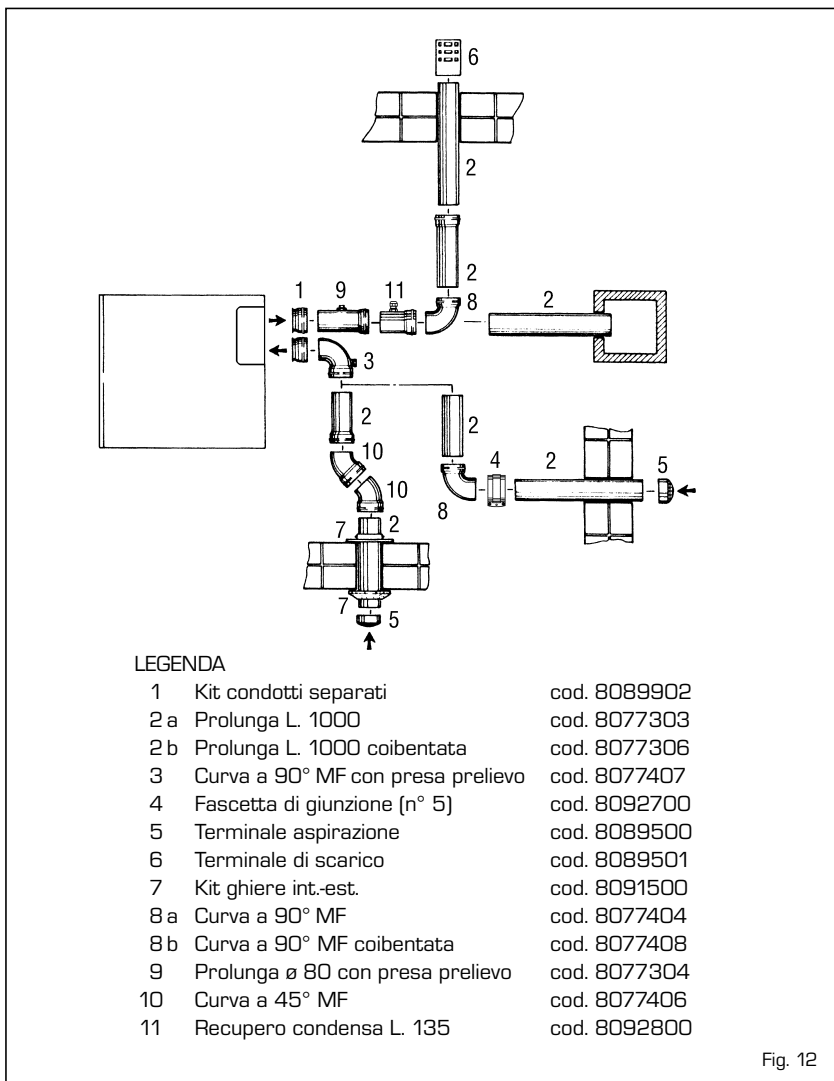 6
2
2
1 9 11 8 2
3
2 2
10 4 2 5
10 8
7 2
7
5
LEGENDA
1 Kit condotti separati cod. 8089902
2 a Prolunga L. 1000 cod. 8077303
2 b Prolunga L. 1000 coibentata cod. 8077306
3 Curva a 90° MF con presa prelievo cod. 8077407
4 Fascetta di giunzione (n° 5) cod. 8092700
5 Terminale aspirazione cod. 8089500
6 Terminale di scarico cod. 8089501
7 Kit ghiere int.-est. cod. 8091500
8 a Curva a 90° MF cod. 8077404
8 b Curva a 90° MF coibentata cod. 8077408
9 Prolunga ø 80 con presa prelievo cod. 8077304
10 Curva a 45° MF cod. 8077406
11 Recupero condensa L. 135 cod. 8092800
Fig. 12